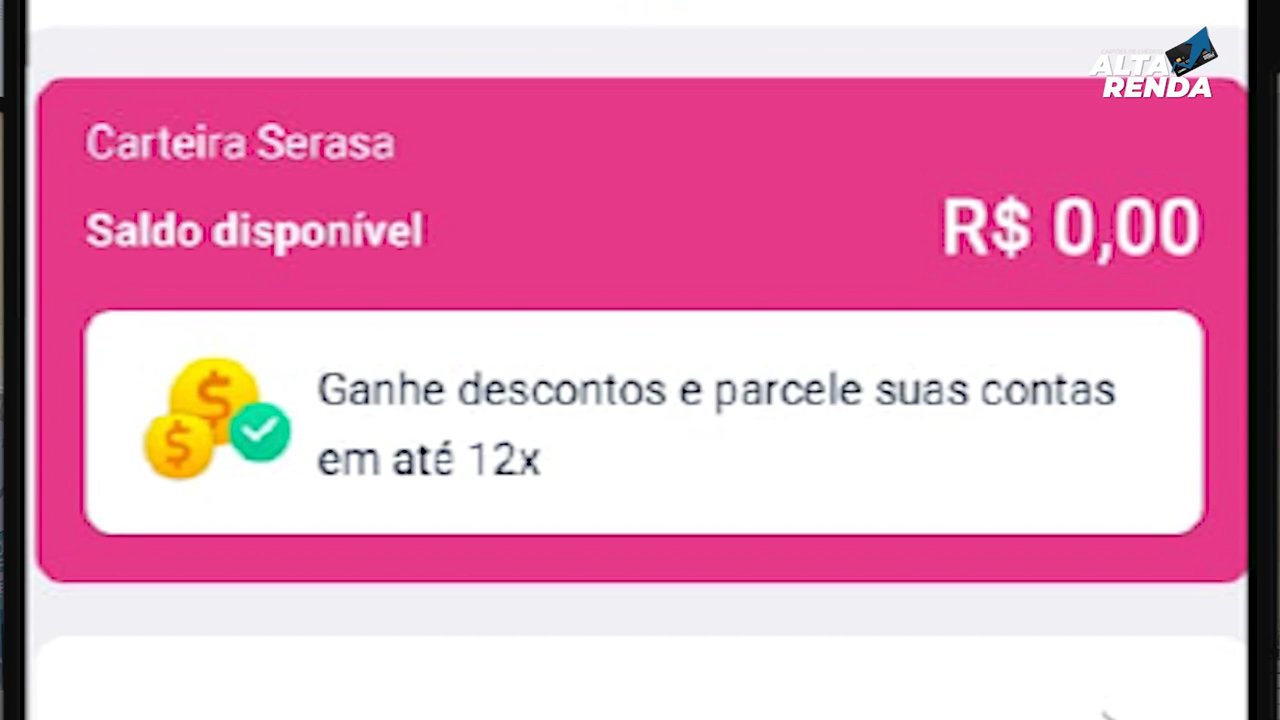 ALTA
RENDA
Carteira Serasa
Saldo disponível
R$ 0,00
Ganhe descontos e parcele suas contas
em até 12x